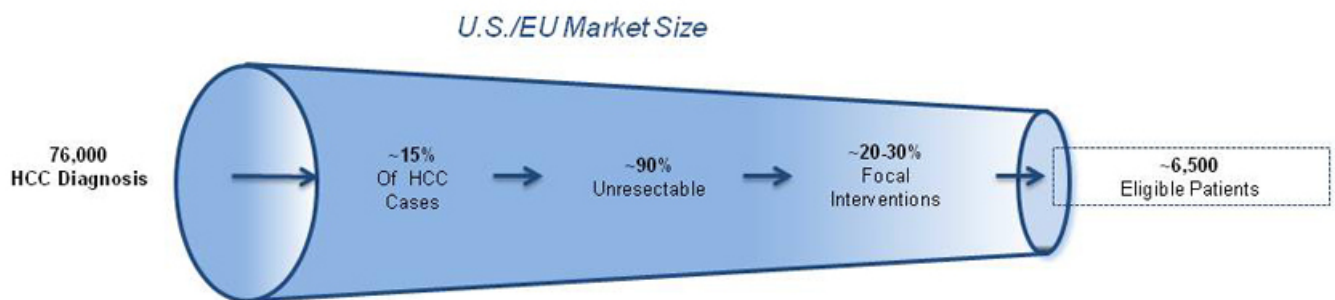 U.S./EU Market Size
76,000
HCC Diagnosis
~15%
Of HCC
Cases
~90%
Unresectable
~20-30%
Focal
Interventions
~6,500
Eligible Patients